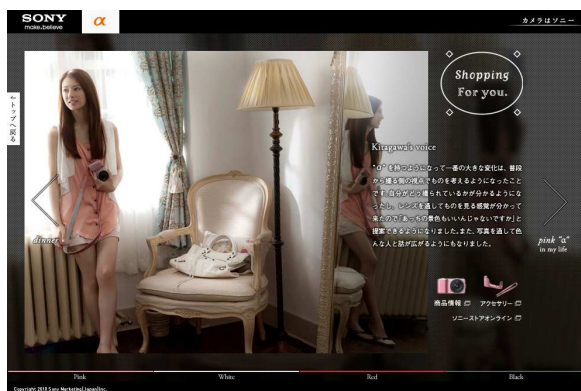 SONY
make.believe
α
カメラはソニー
Shopping
For you.
トップへ戻る
Kitagawa's voice
"α"を持つようになって一番の大きな変化は、普段
から撮る側の視点でものを考えるようになったこと
です。自分がどう撮られているかが分かるようにな
ったし、レンズを通してものを見る感覚が分かって
来たので「あっちの景色もいいんじゃないですか」と
提案できるようになりました。また、写真を通して色
んな人と話が広がるようにもなりました。
dinner
pink "α"
in my life
商品情報
アクセサリー
ソニーストアオンライン
Pink
White
Red
Black
Copyright 2010 Sony Marketing(Japan)Inc.